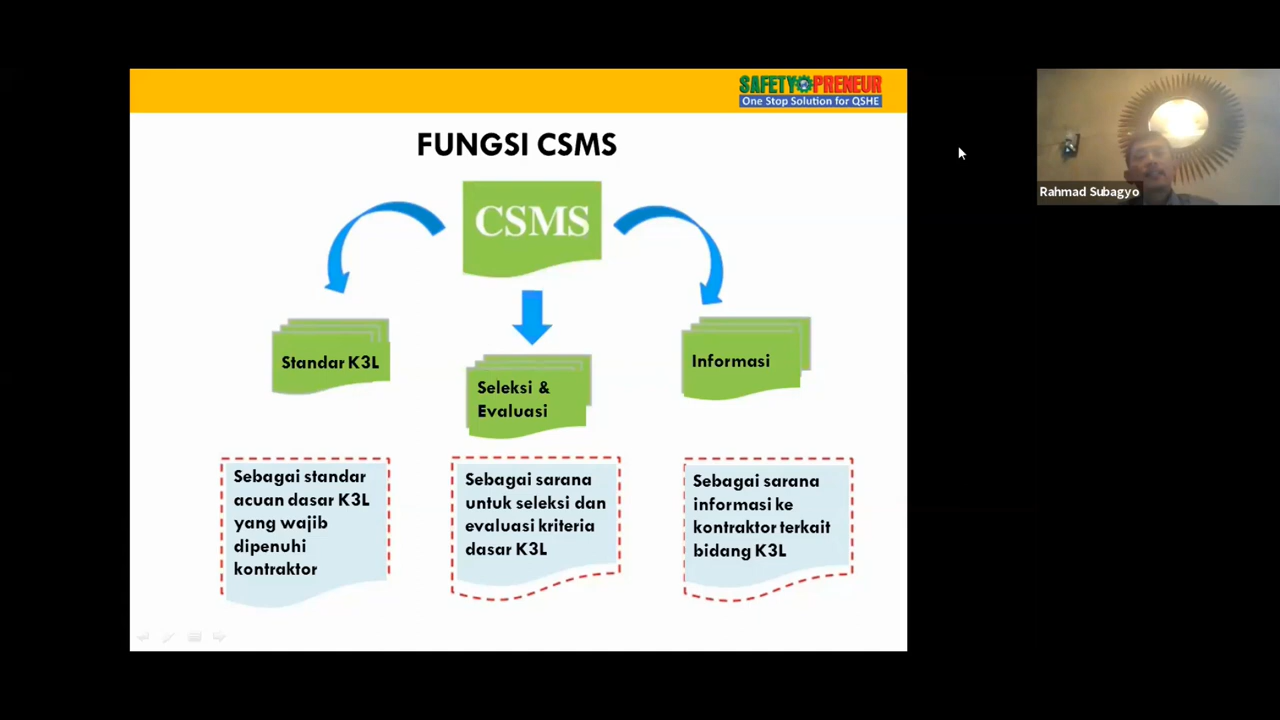 SAFETY PRENEUR
One Stop Solution for QSHE
FUNGSI CSMS
CSMS
Standar K3L
Seleksi &
Evaluasi
Informasi
Sebagai standar
acuan dasar K3L
yang wajib
dipenuhi
kontraktor
Sebagai sarana
untuk seleksi dan
evaluasi kriteria
dasar K3L
Sebagai sarana
informasi ke
kontraktor terkait
bidang K3L
Rahmad Subagyo